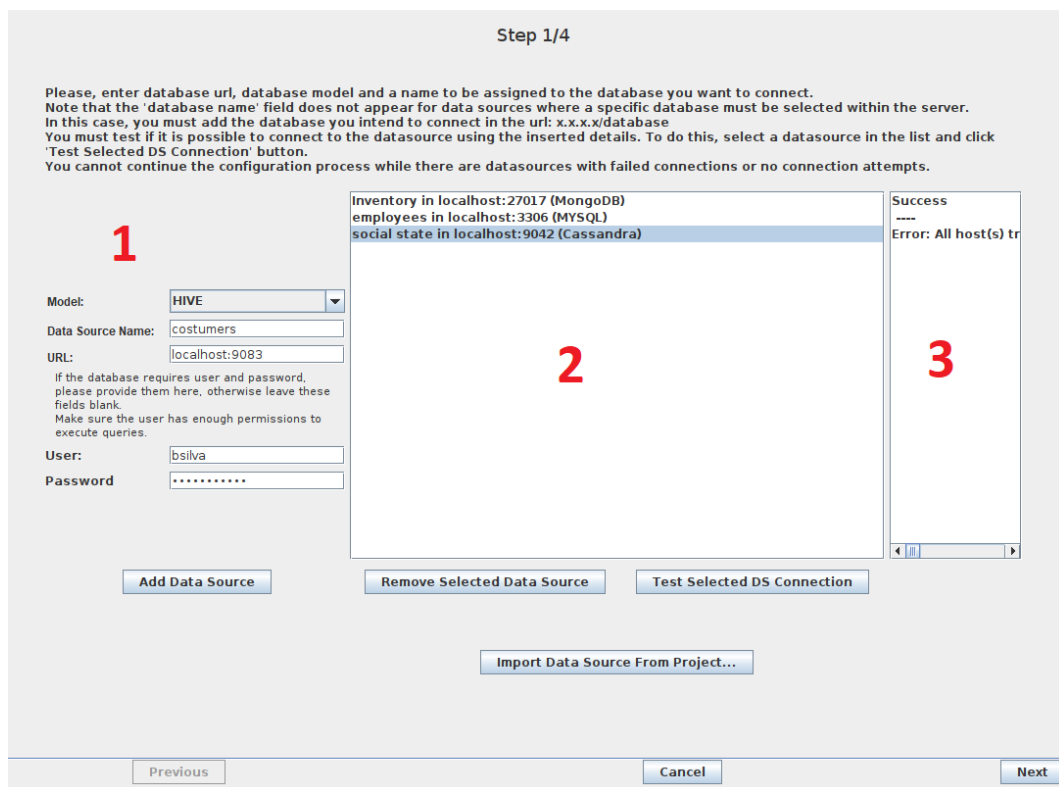 Step 1/4
Please, enter database url, database model and a name to be assigned to the database you want to connect.
Note that the 'database name' field does not appear for data sources where a specific database must be selected within the server.
In this case, you must add the database you intend to connect in the url: x.x.x.x/database
You must test if it is possible to connect to the datasource using the inserted details. To do this, select a datasource in the list and click
'Test Selected DS Connection' button.
You cannot continue the configuration process while there are datasources with failed connections or no connection attempts.
1
Model:
HIVE
Data Source Name:
costumers
URL:
localhost:9083
If the database requires user and password,
please provide them here, otherwise leave these
fields blank.
Make sure the user has enough permissions to
execute queries.
User:
bsilva
Password
•••••••••••
Add Data Source
Inventory in localhost:27017 (MongoDB)
employees in localhost:3306 (MYSQL)
social state in localhost:9042 (Cassandra)
2
Remove Selected Data Source
Test Selected DS Connection
Success
----
Error: All host(s) tr
3
Import Data Source From Project...
Previous
Cancel
Next